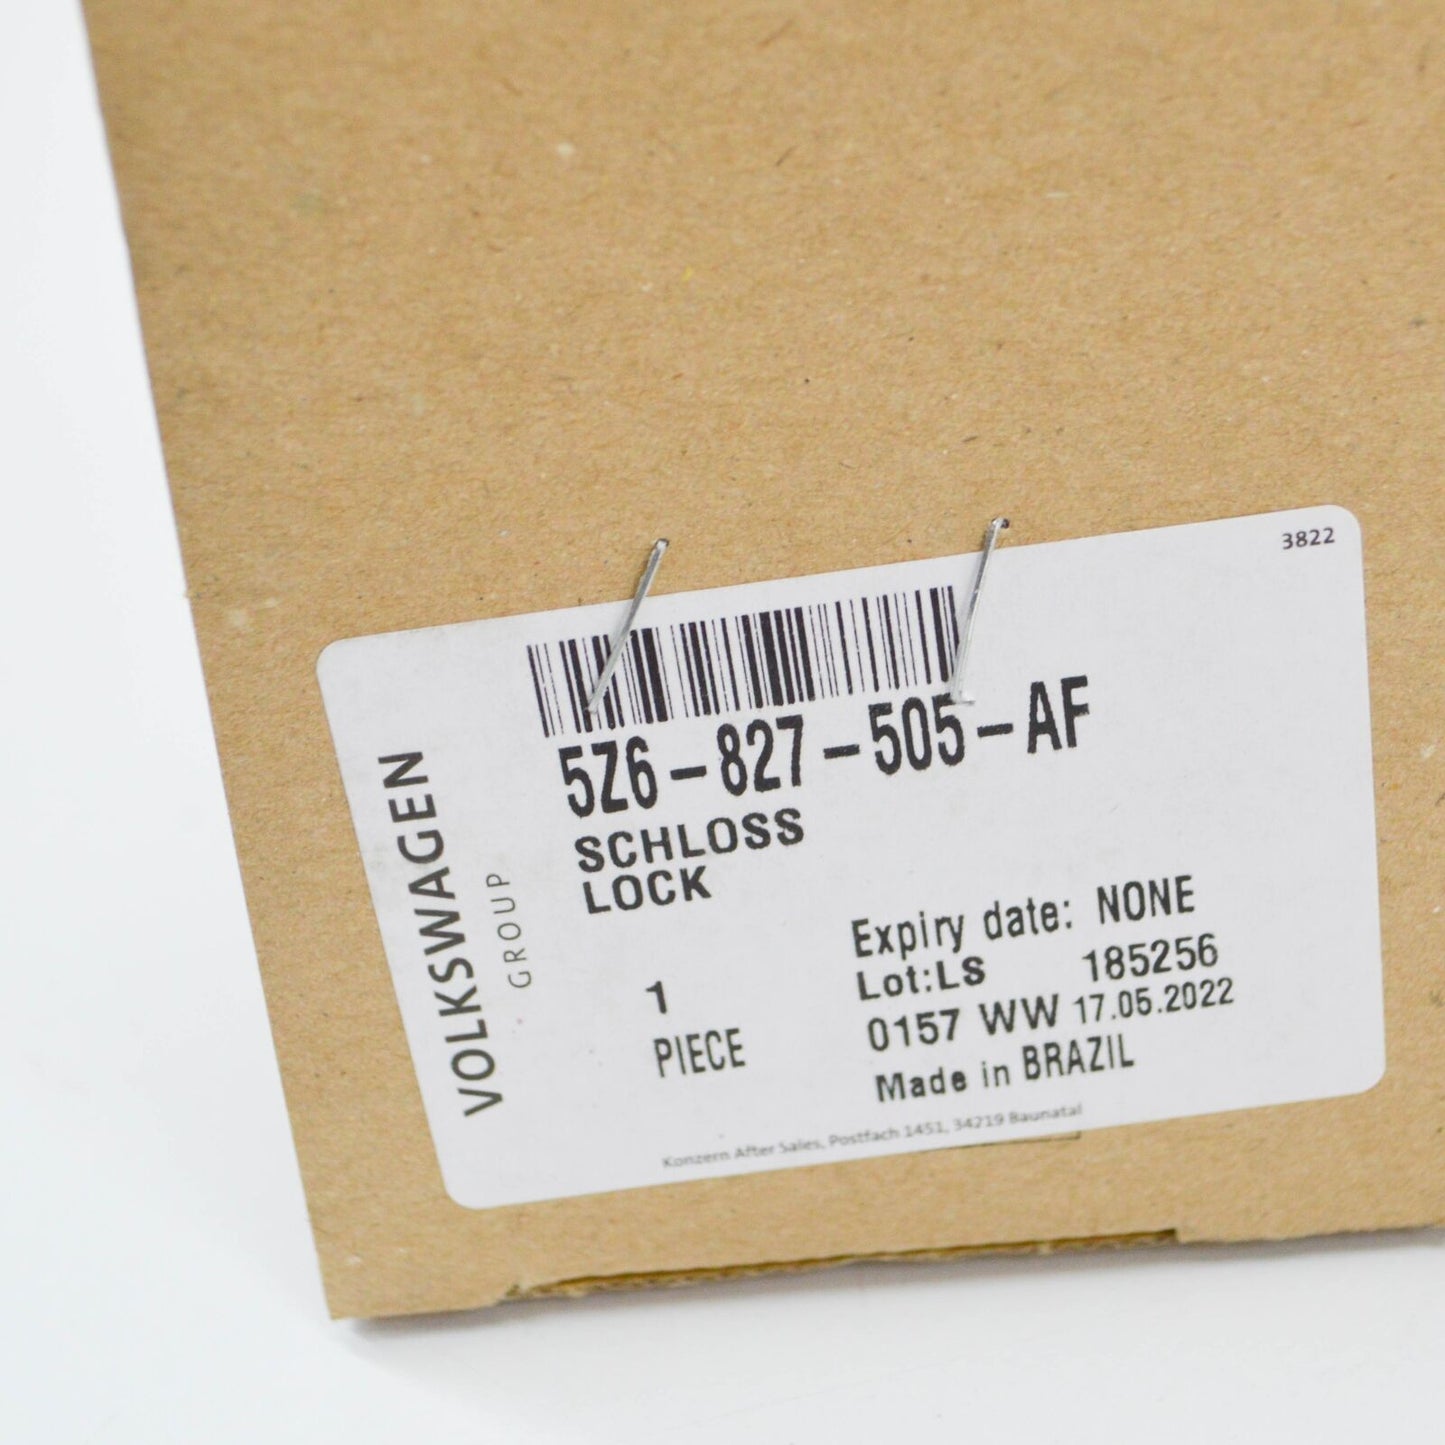 3822
5Z6-827-505-AF
SCHLOSS
LOCK
VOLKSWAGEN
GROUP
1
PIECE
Expiry date: NONE
Lot:LS 185256
0157 WW 17.05.2022
Made in BRAZIL
Konzern After Sales, Postfach 1451, 34219 Baunatal